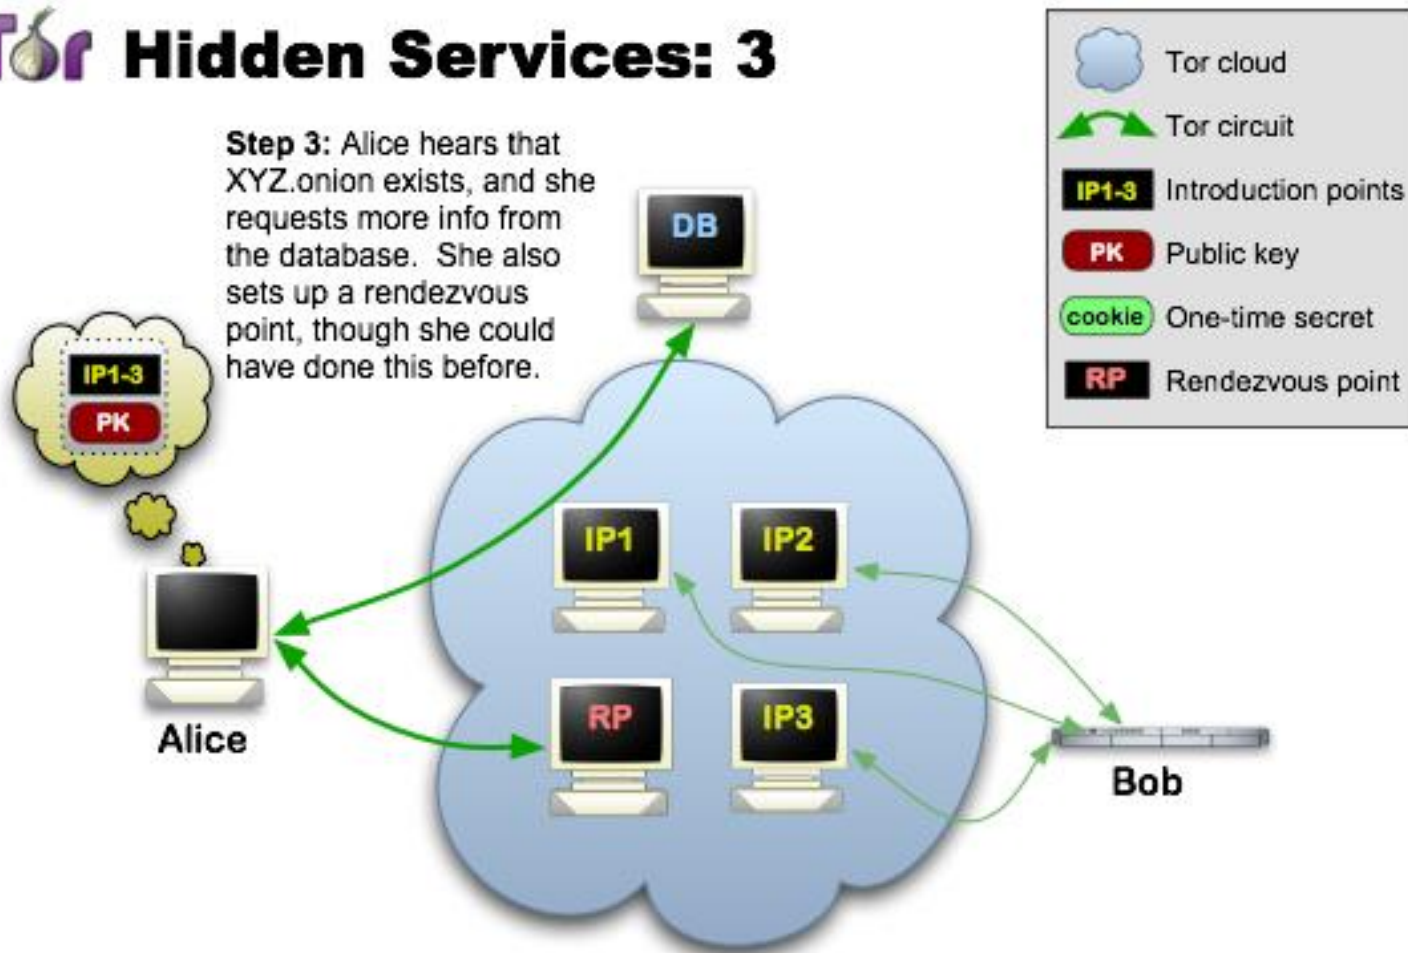 Tor Hidden Services: 3
Step 3: Alice hears that
XYZ.onion exists, and she
requests more info from
the database. She also
sets up a rendezvous
point, though she could
have done this before.
Tor cloud
Tor circuit
IP1-3 Introduction points
PK Public key
cookie One-time secret
RP Rendezvous point
DB
IP1-3
PK
IP1
IP2
RP
IP3
Alice
Bob